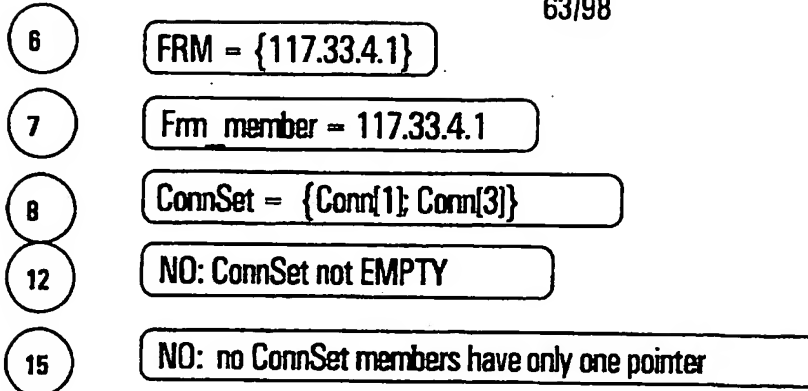 63/98
6 FRM = {117.33.4.1}
7 Frm_member = 117.33.4.1
8 ConnSet = {Conn[1]; Conn[3]}
12 NO: ConnSet not EMPTY
15 NO: no ConnSet members have only one pointer